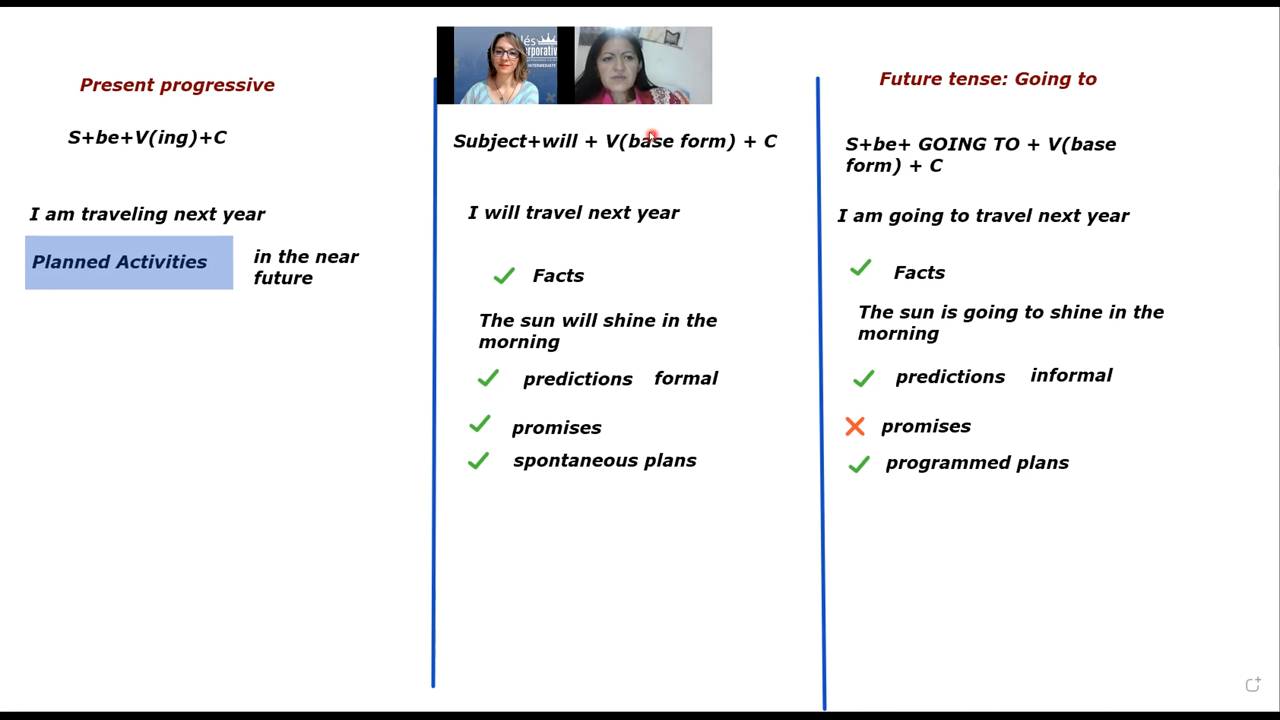 Present progressive
S+be+V(ing)+C
I am traveling next year
Planned Activities
in the near
future
Subject+will + V(base form) + C
I will travel next year
Facts
The sun will shine in the
morning
predictions formal
promises
spontaneous plans
Future tense: Going to
S+be+ GOING TO + V(base
form) + C
I am going to travel next year
Facts
The sun is going to shine in the
morning
predictions informal
promises
programmed plans